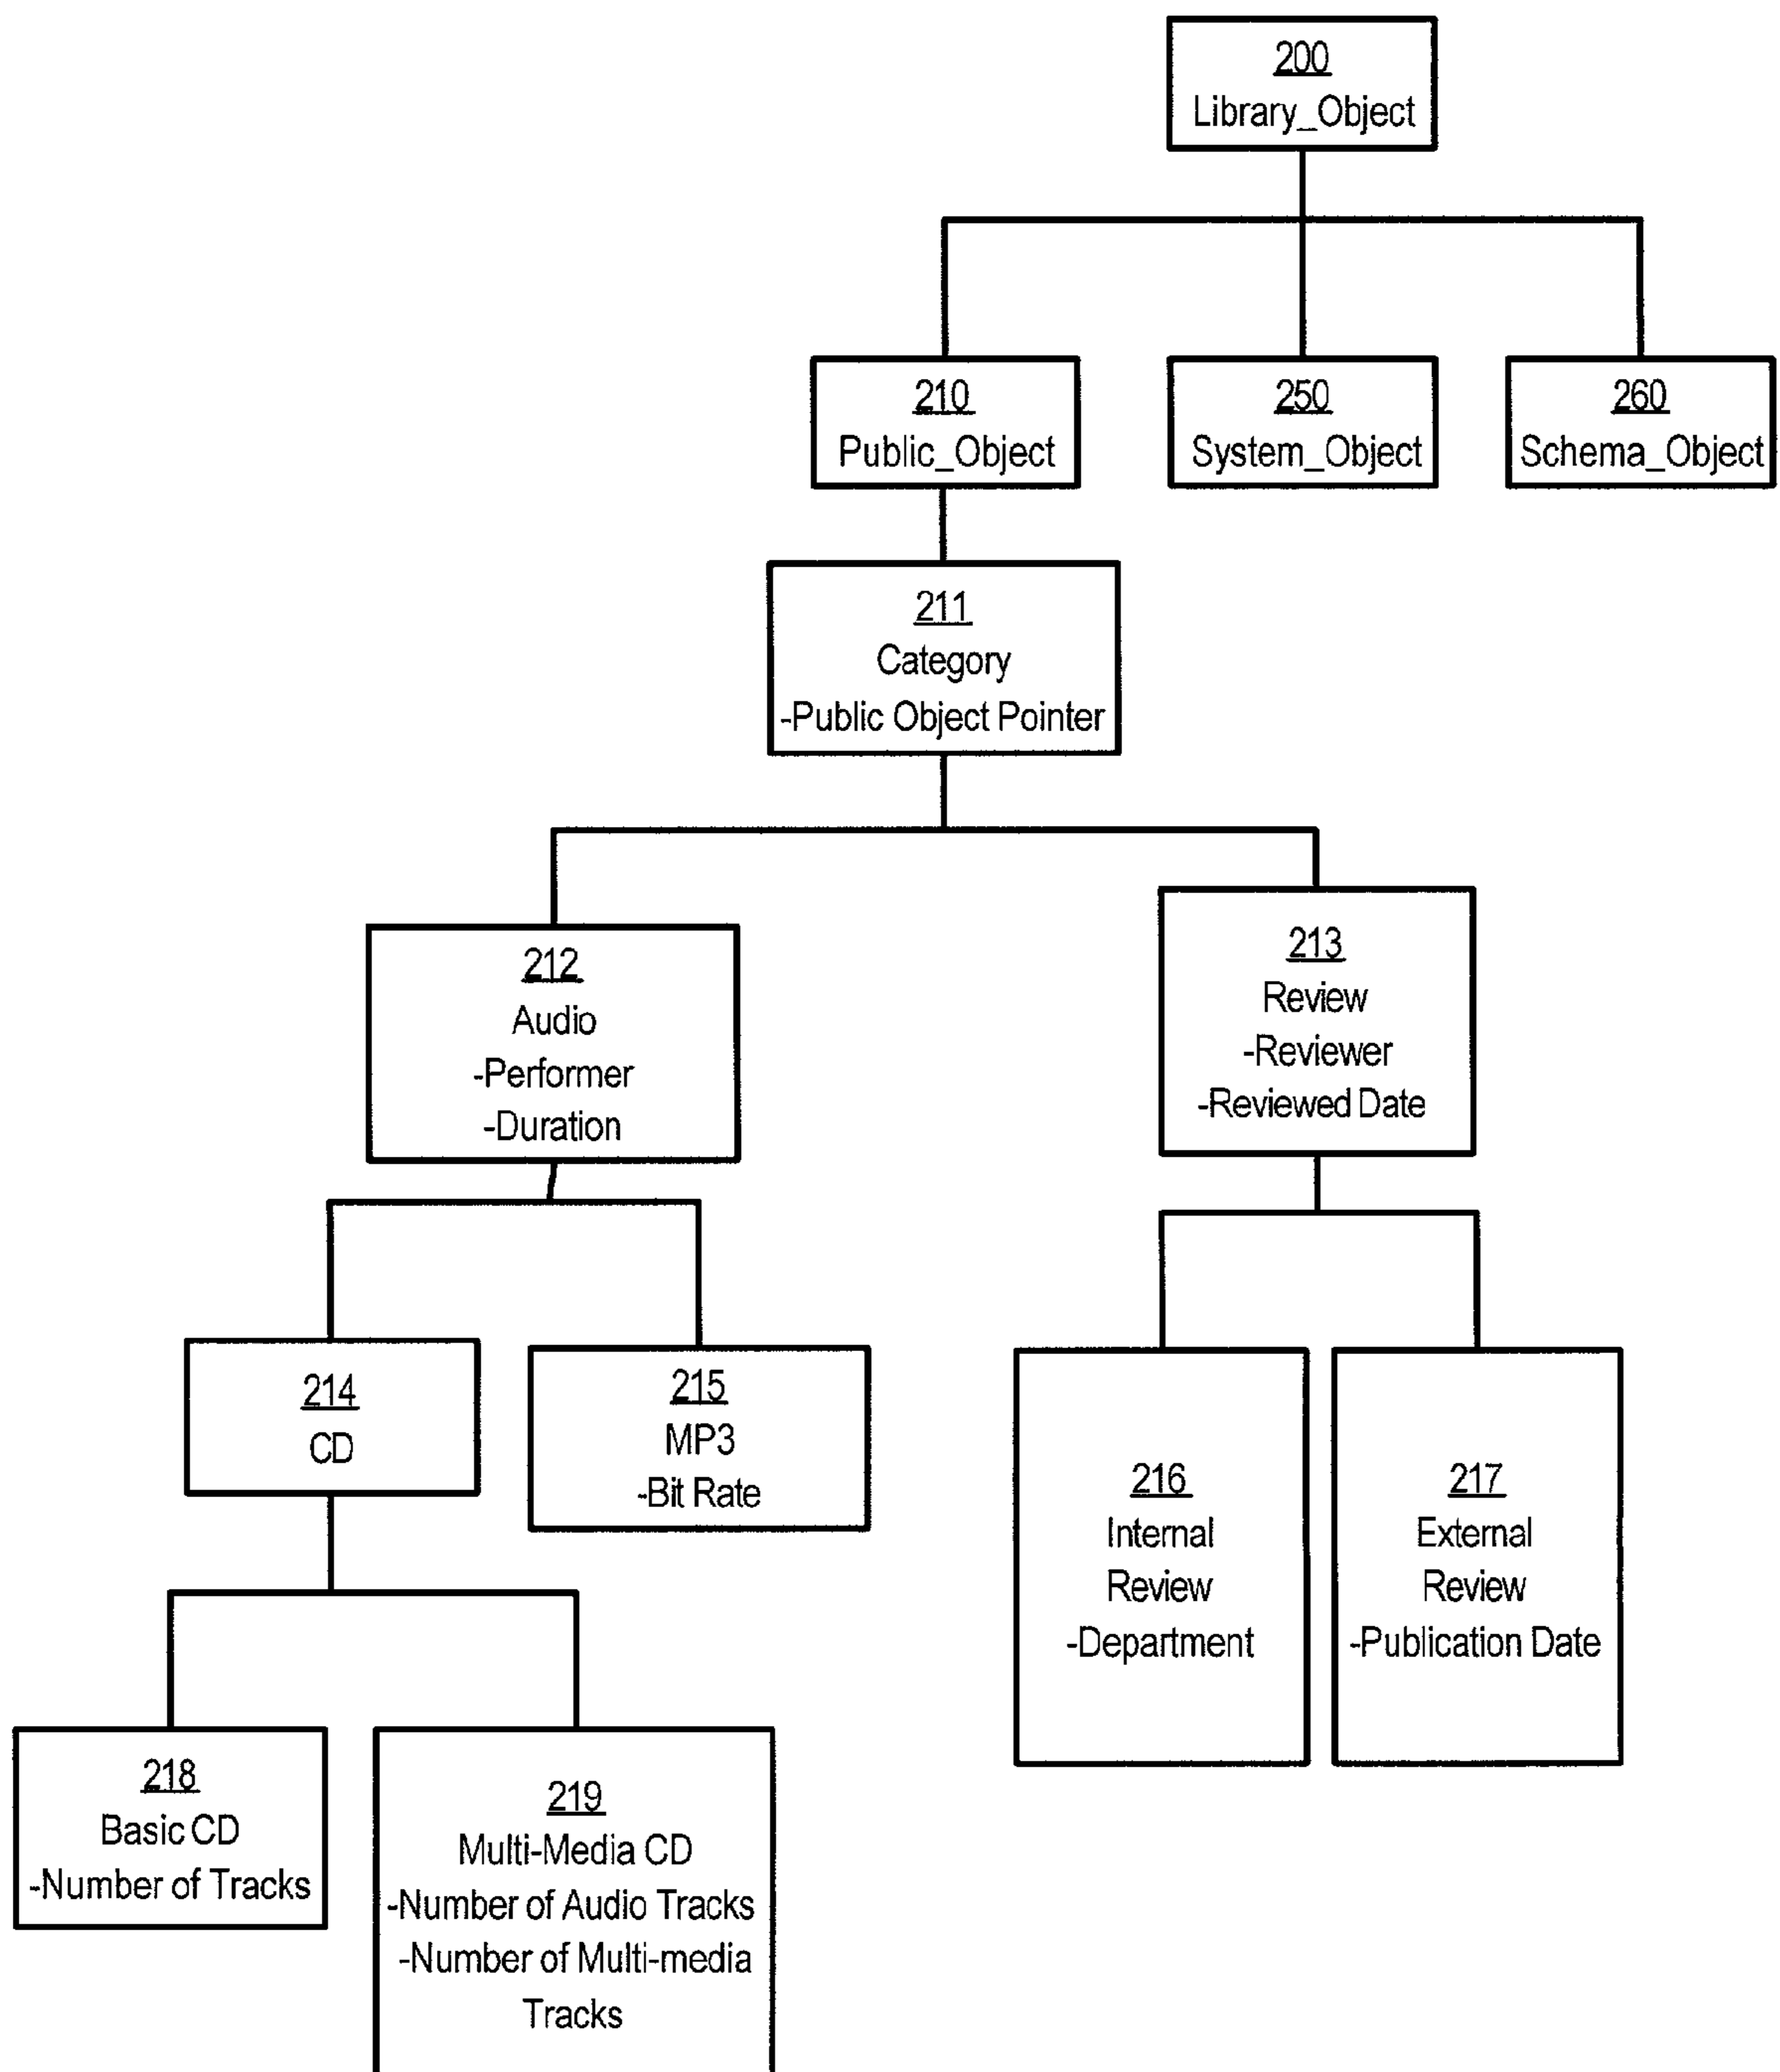 200
Library_Object
210
Public_Object
250
System_Object
260
Schema_Object
211
Category
-Public Object Pointer
212
Audio
-Performer
-Duration
213
Review
-Reviewer
-Reviewed Date
214
CD
215
MP3
-Bit Rate
216
Internal
Review
-Department
217
External
Review
-Publication Date
218
Basic CD
-Number of Tracks
219
Multi-Media CD
-Number of Audio Tracks
-Number of Multi-media
Tracks